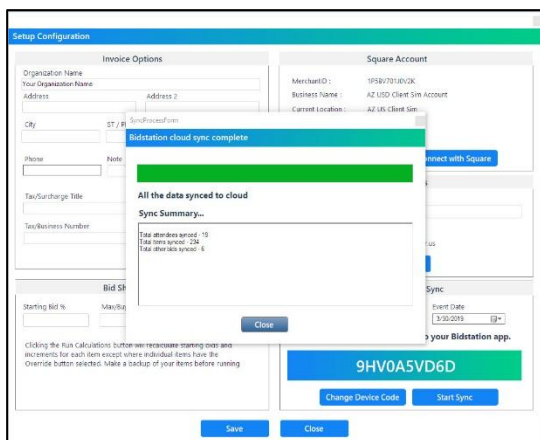 Setup Configuration
Invoice Options
Organization Name
Your Organization Name
Address Address 2
City ST / P
Phone Note
Tax/Surcharge Title
Tax/Business Number
Square Account
MerchantID : 1P5BV701J0V2K
Business Name : AZ USD Client Sim Account
Current Location : AZ US Client Sim
nnect with Square
SyncProcessForm
Bidstation cloud sync complete
All the data synced to cloud
Sync Summary...
Total attendees synced - 19
Total items synced - 234
Total other bids synced - 6
Close
Bid Sh
Starting Bid % Max/Bu
Clicking the Run Calculations button will recalculate starting bids and
increments for each item except where individual items have the
Override button selected. Make a backup of your items before running
Sync
Event Date
3/30/2019
o your Bidstation app.
9HV0A5VD6D
Change Device Code Start Sync
Save Close